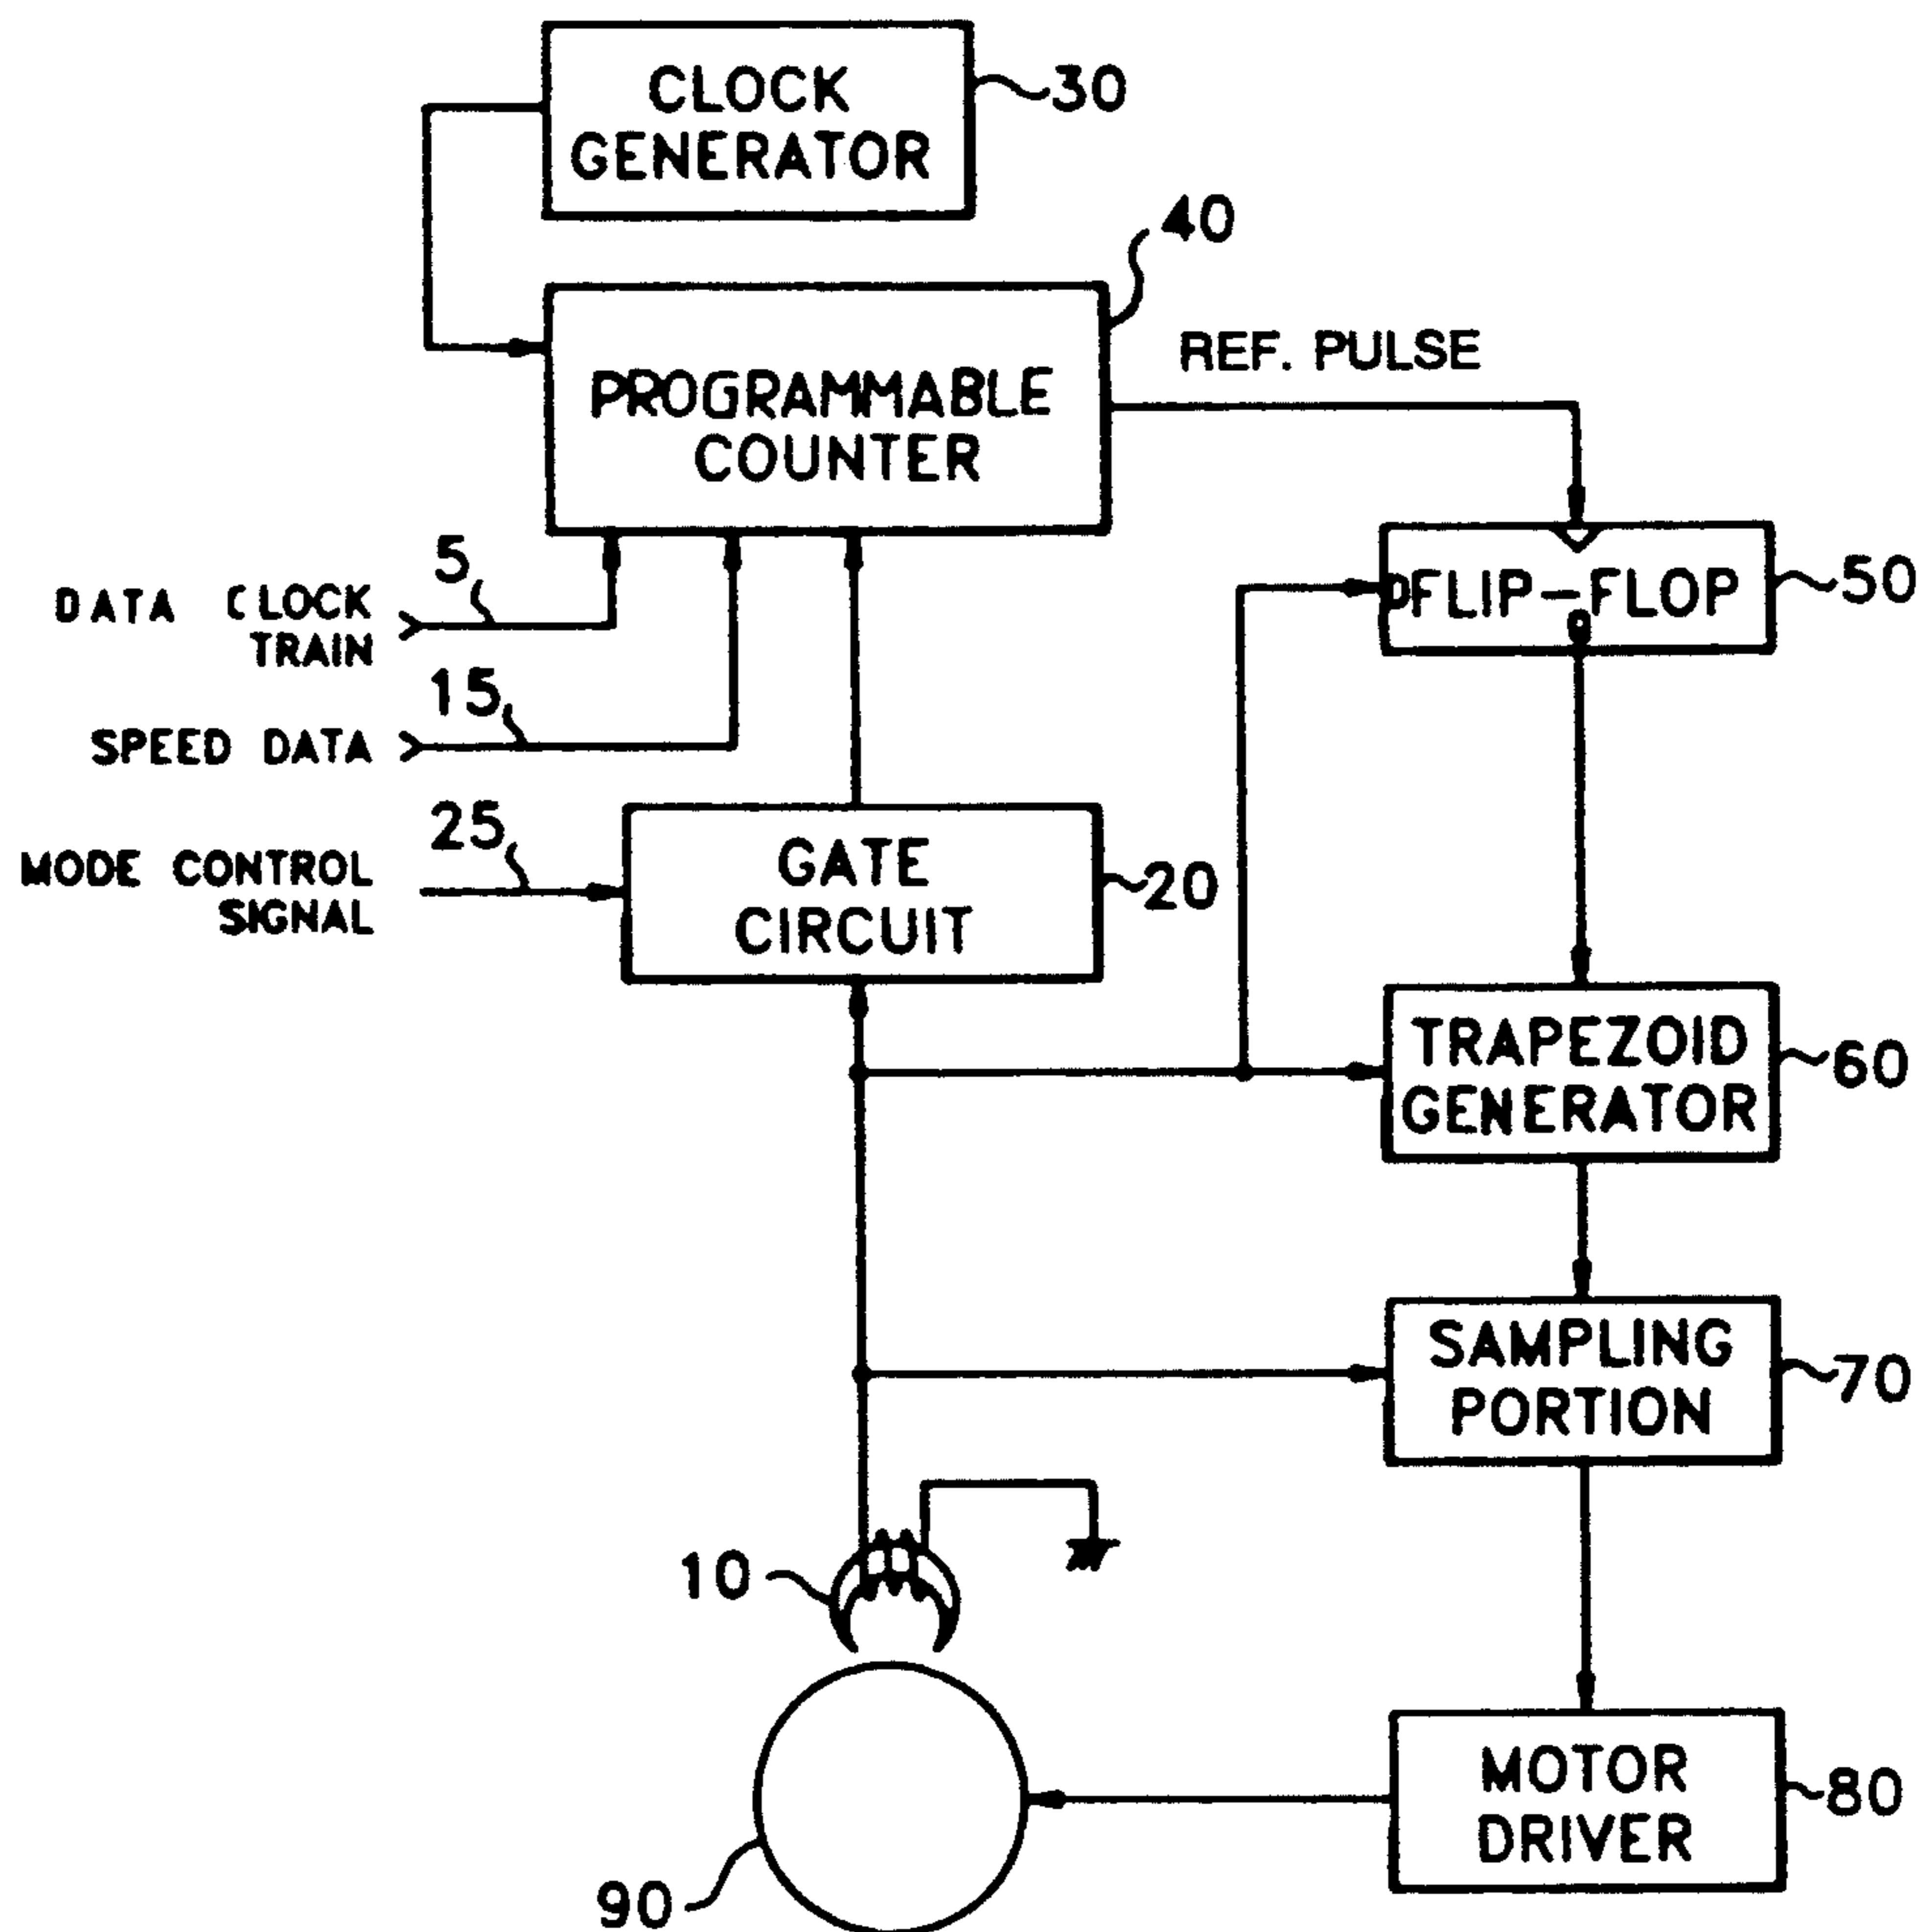 CLOCK
GENERATOR
30
40
PROGRAMMABLE
COUNTER
REF. PULSE
5
DATA CLOCK
TRAIN
15
SPEED DATA
D FLIP-FLOP
Q
50
25
MODE CONTROL
SIGNAL
GATE
CIRCUIT
20
TRAPEZOID
GENERATOR
60
SAMPLING
PORTION
70
10
MOTOR
DRIVER
80
90